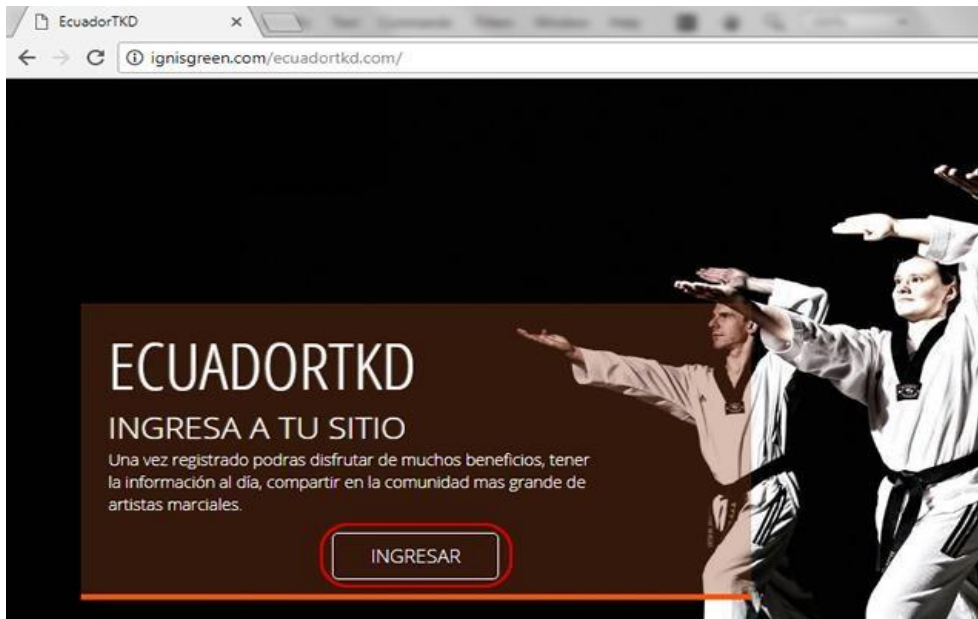 EcuadorTKD
ignisgreen.com/ecuadortkd.com/
ECUADORTKD
INGRESA A TU SITIO
Una vez registrado podras disfrutar de muchos beneficios, tener
la información al día, compartir en la comunidad mas grande de
artistas marciales.
INGRESAR